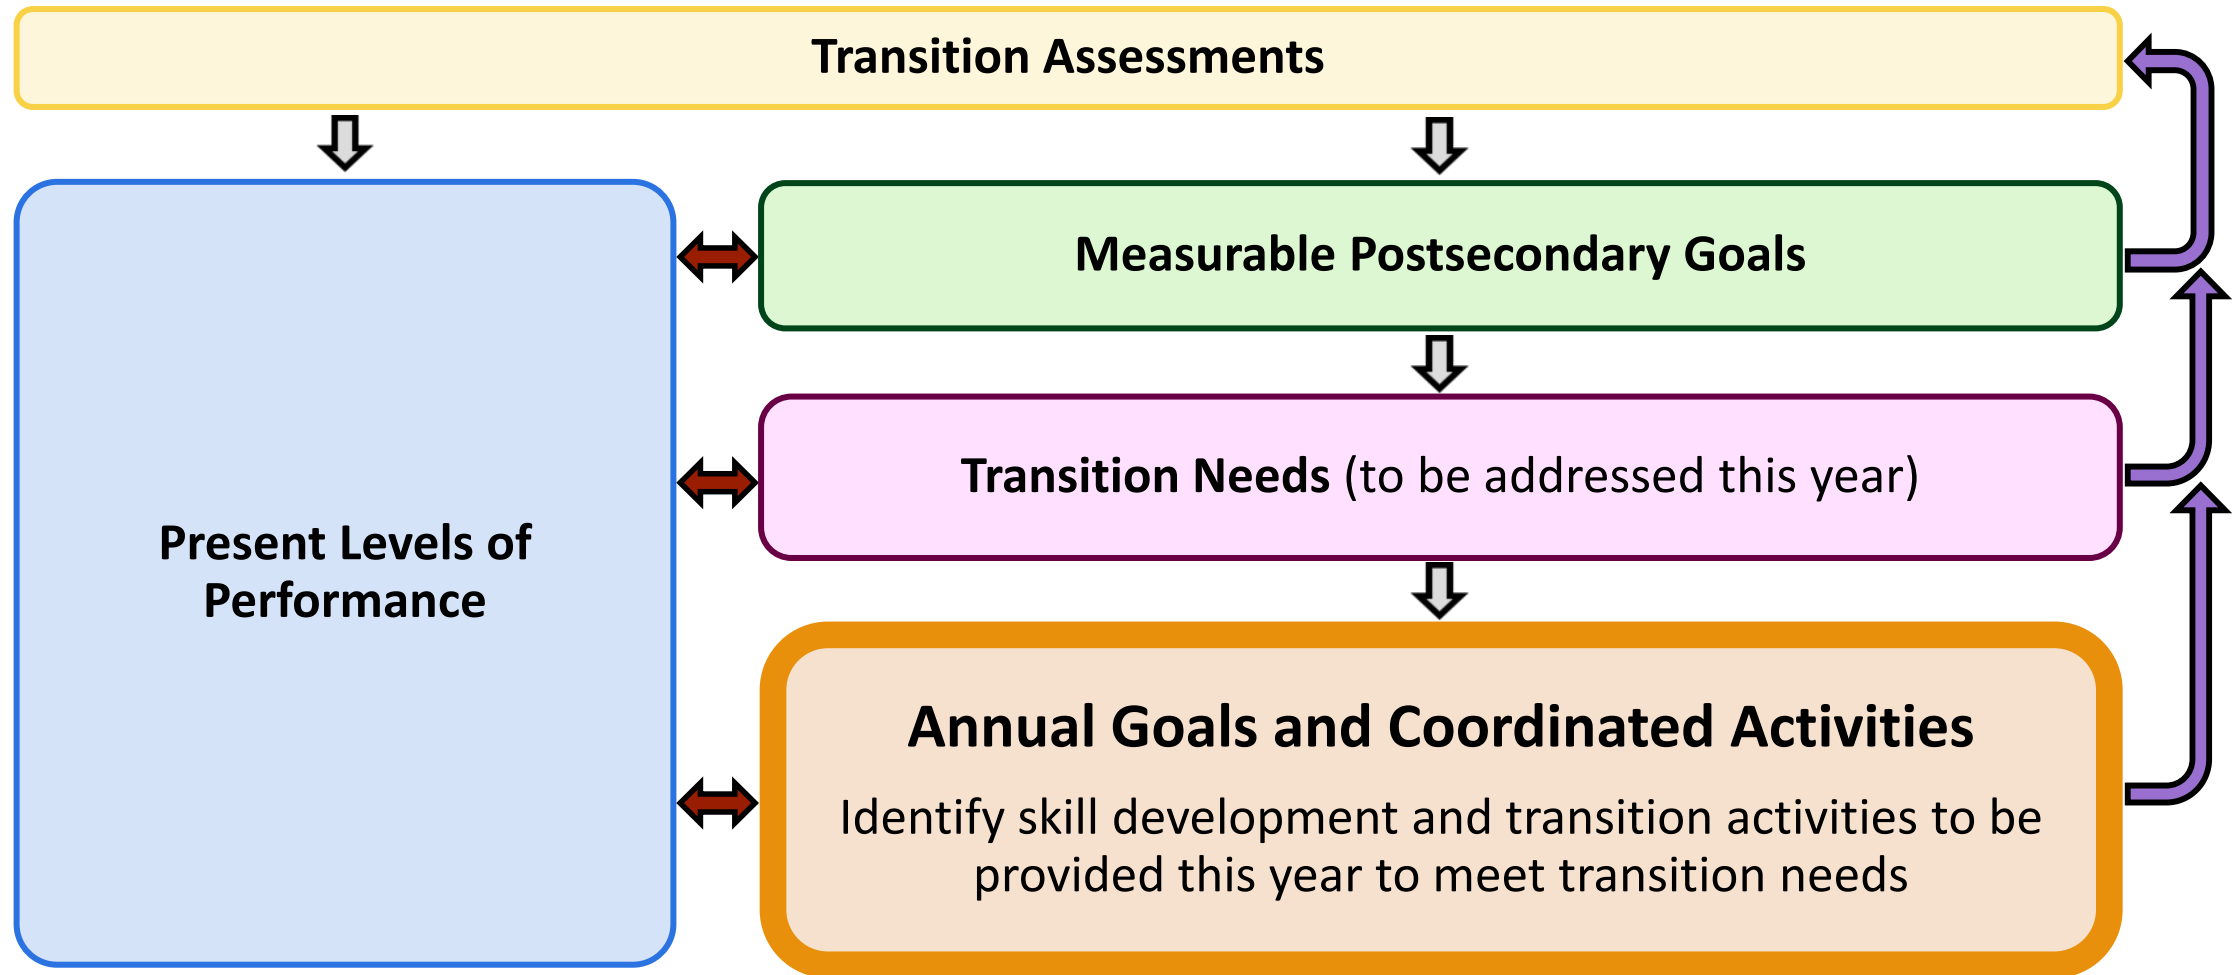 Transition Assessments
Present Levels of
Performance
Measurable Postsecondary Goals
Transition Needs (to be addressed this year)
Annual Goals and Coordinated Activities
Identify skill development and transition activities to be
provided this year to meet transition needs